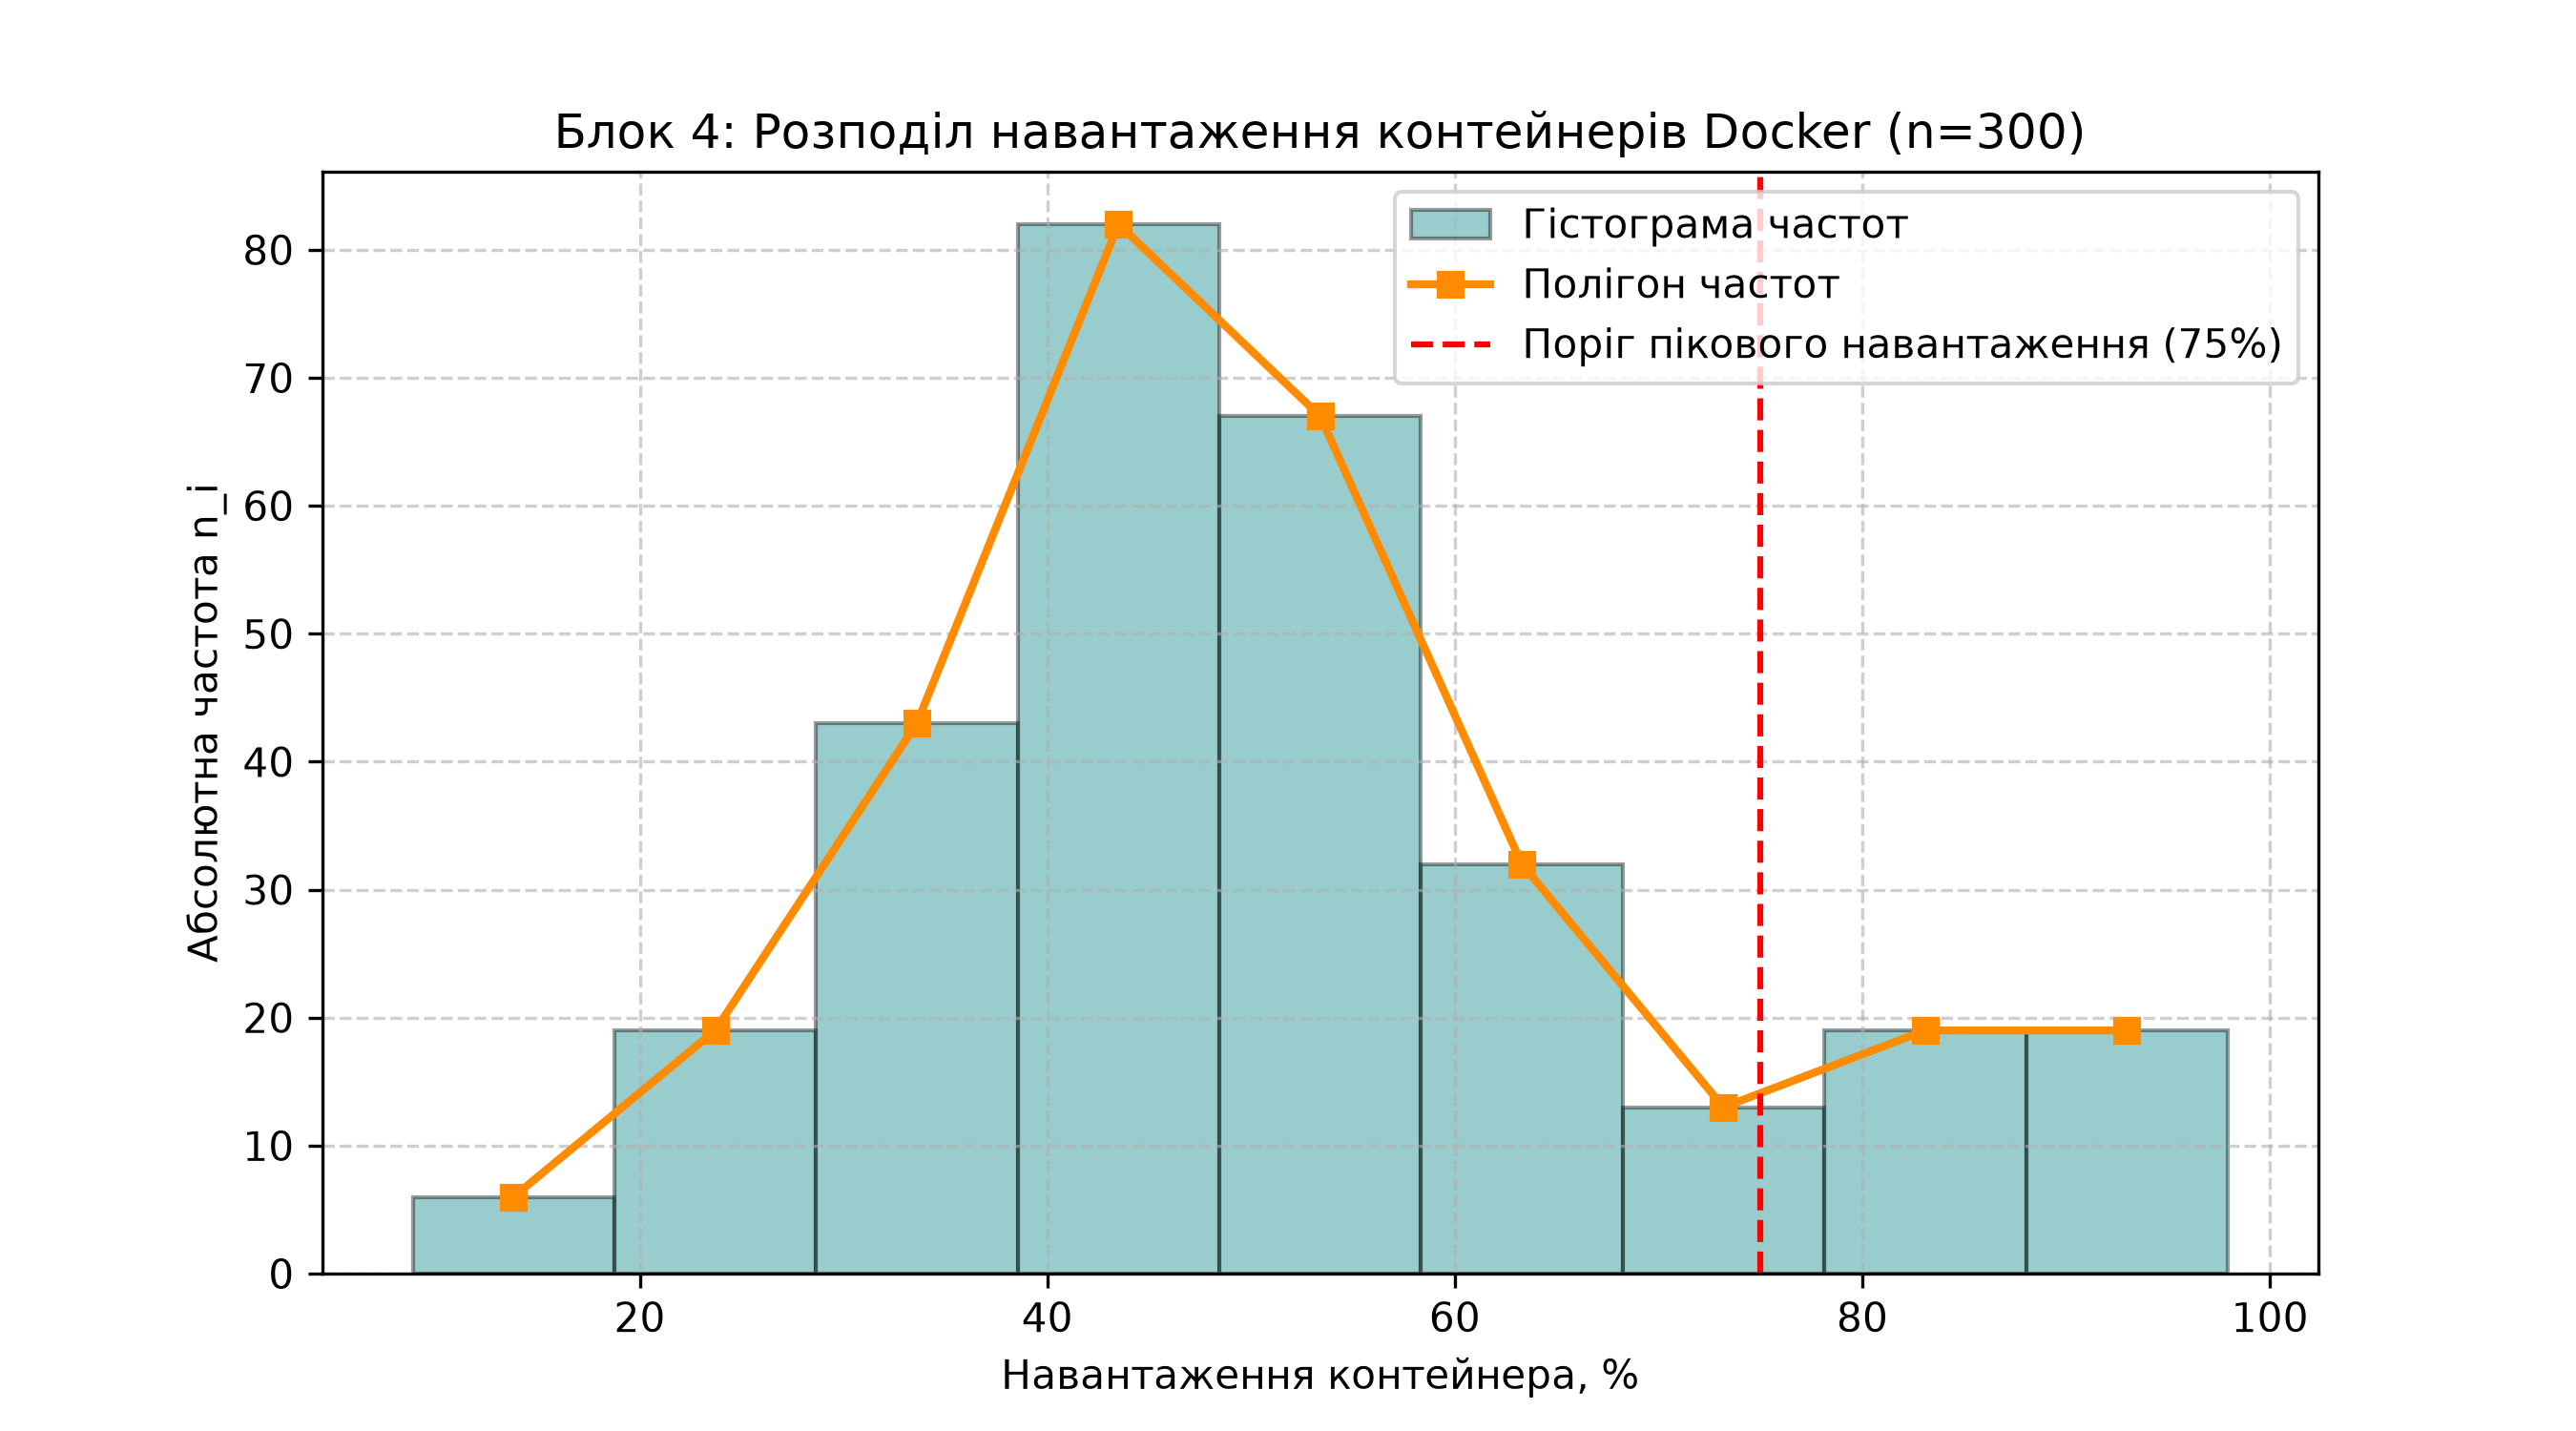 Блок 4: Розподіл навантаження контейнерів Docker (n=300)
Гістограма частот
Полігон частот
Поріг пікового навантаження (75%)
Абсолютна частота n_i
80
70
60
50
40
30
20
10
0
20 40 60 80 100
Навантаження контейнера, %